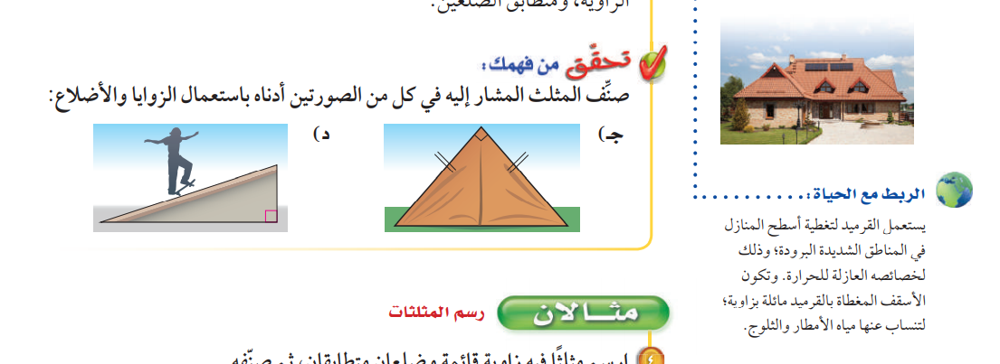 الزاوية، ومتطابق الضلعين.
تحقّق من فهمك:
صنِّف المثلث المشار إليه في كل من الصورتين أدناه باستعمال الزوايا والأضلاع:
جـ)
د)
الربط مع الحياة:
يستعمل القرميد لتغطية أسطح المنازل
في المناطق الشديدة البرودة؛ وذلك
لخصائصه العازلة للحرارة. وتكون
الأسقف المغطاة بالقرميد مائلة بزاوية؛
لتنساب عنها مياه الأمطار والثلوج.
مثـالان
رسم المثلثات
٤ ارسم مثلثًا فيه زاوية قائمة وضلعان متطابقان، ثم صنّفه.